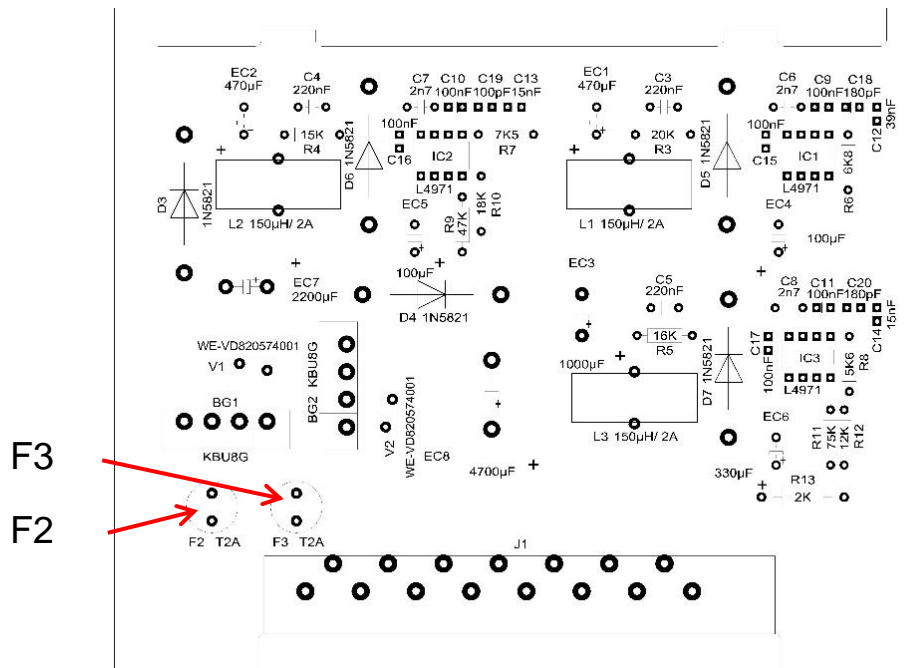 EC2
470µF
C4
220nF
C7
2n7
C10
100nF
C19
100pF
C13
15nF
EC1
470µF
C3
220nF
C6
2n7
C9
100nF
C18
180pF
39nF
C12
100nF
C16
15K
R4
D6 1N5821
IC2
L4971
7K5
R7
20K
R3
D5 1N5821
100nF
C15
IC1
L4971
6K8
R6
D3
1N5821
L2 150µH/ 2A
EC5
100µF
R9
47K
18K
R10
L1 150µH/ 2A
EC4
100µF
EC7
2200µF
D4 1N5821
EC3
1000µF
C5
220nF
16K
R5
C8
2n7
C11
100nF
C20
180pF
15nF
C14
C17
100nF
IC3
L4971
5K6
R8
D7 1N5821
WE-VD820574001
V1
BG1
KBU8G
BG2 KBU8G
V2
WE-VD820574001
EC8
4700µF
L3 150µH/ 2A
EC6
330µF
R11
75K
12K
R12
R13
2K
F3
F2
F2 T2A
F3 T2A
J1